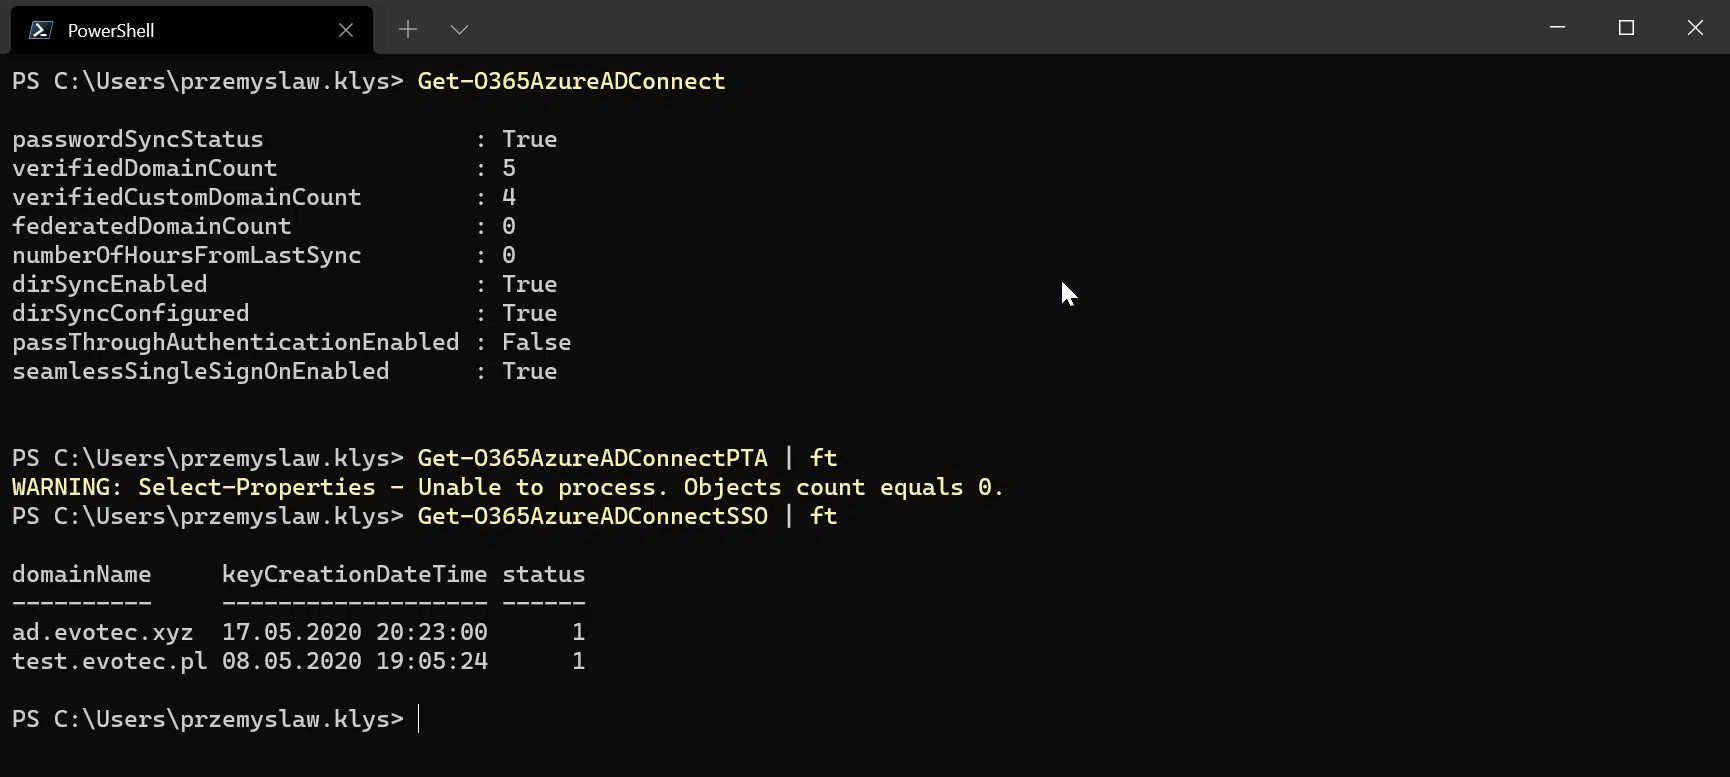 PowerShell
PS C:\Users\przemyslaw.klys> Get-O365AzureADConnect
passwordSyncStatus : True
verifiedDomainCount : 5
verifiedCustomDomainCount : 4
federatedDomainCount : 0
numberOfHoursFromLastSync : 0
dirSyncEnabled : True
dirSyncConfigured : True
passThroughAuthenticationEnabled : False
seamlessSingleSignOnEnabled : True
PS C:\Users\przemyslaw.klys> Get-O365AzureADConnectPTA | ft
WARNING: Select-Properties - Unable to process. Objects count equals 0.
PS C:\Users\przemyslaw.klys> Get-O365AzureADConnectSSO | ft
domainName keyCreationDateTime status
---------- ------------------- ------
ad.evotec.xyz 17.05.2020 20:23:00 1
test.evotec.pl 08.05.2020 19:05:24 1
PS C:\Users\przemyslaw.klys>